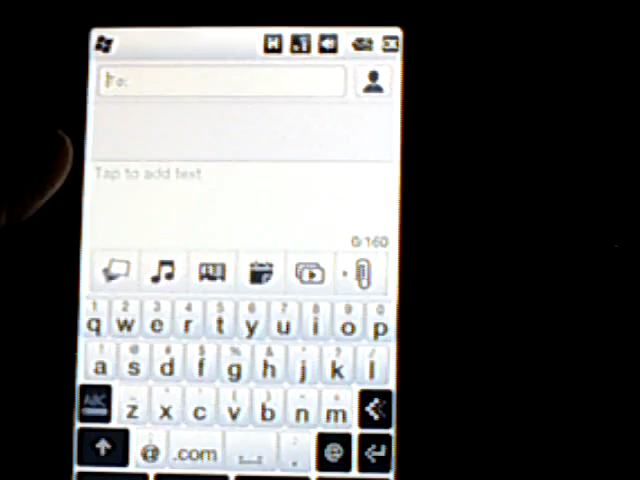 To:
Tap to add text
0/160
1 2 3 4 5 6 7 8 9 0
q w e r t y u i o p
a s d f g h j k l
ABC z x c v b n m
@ .com